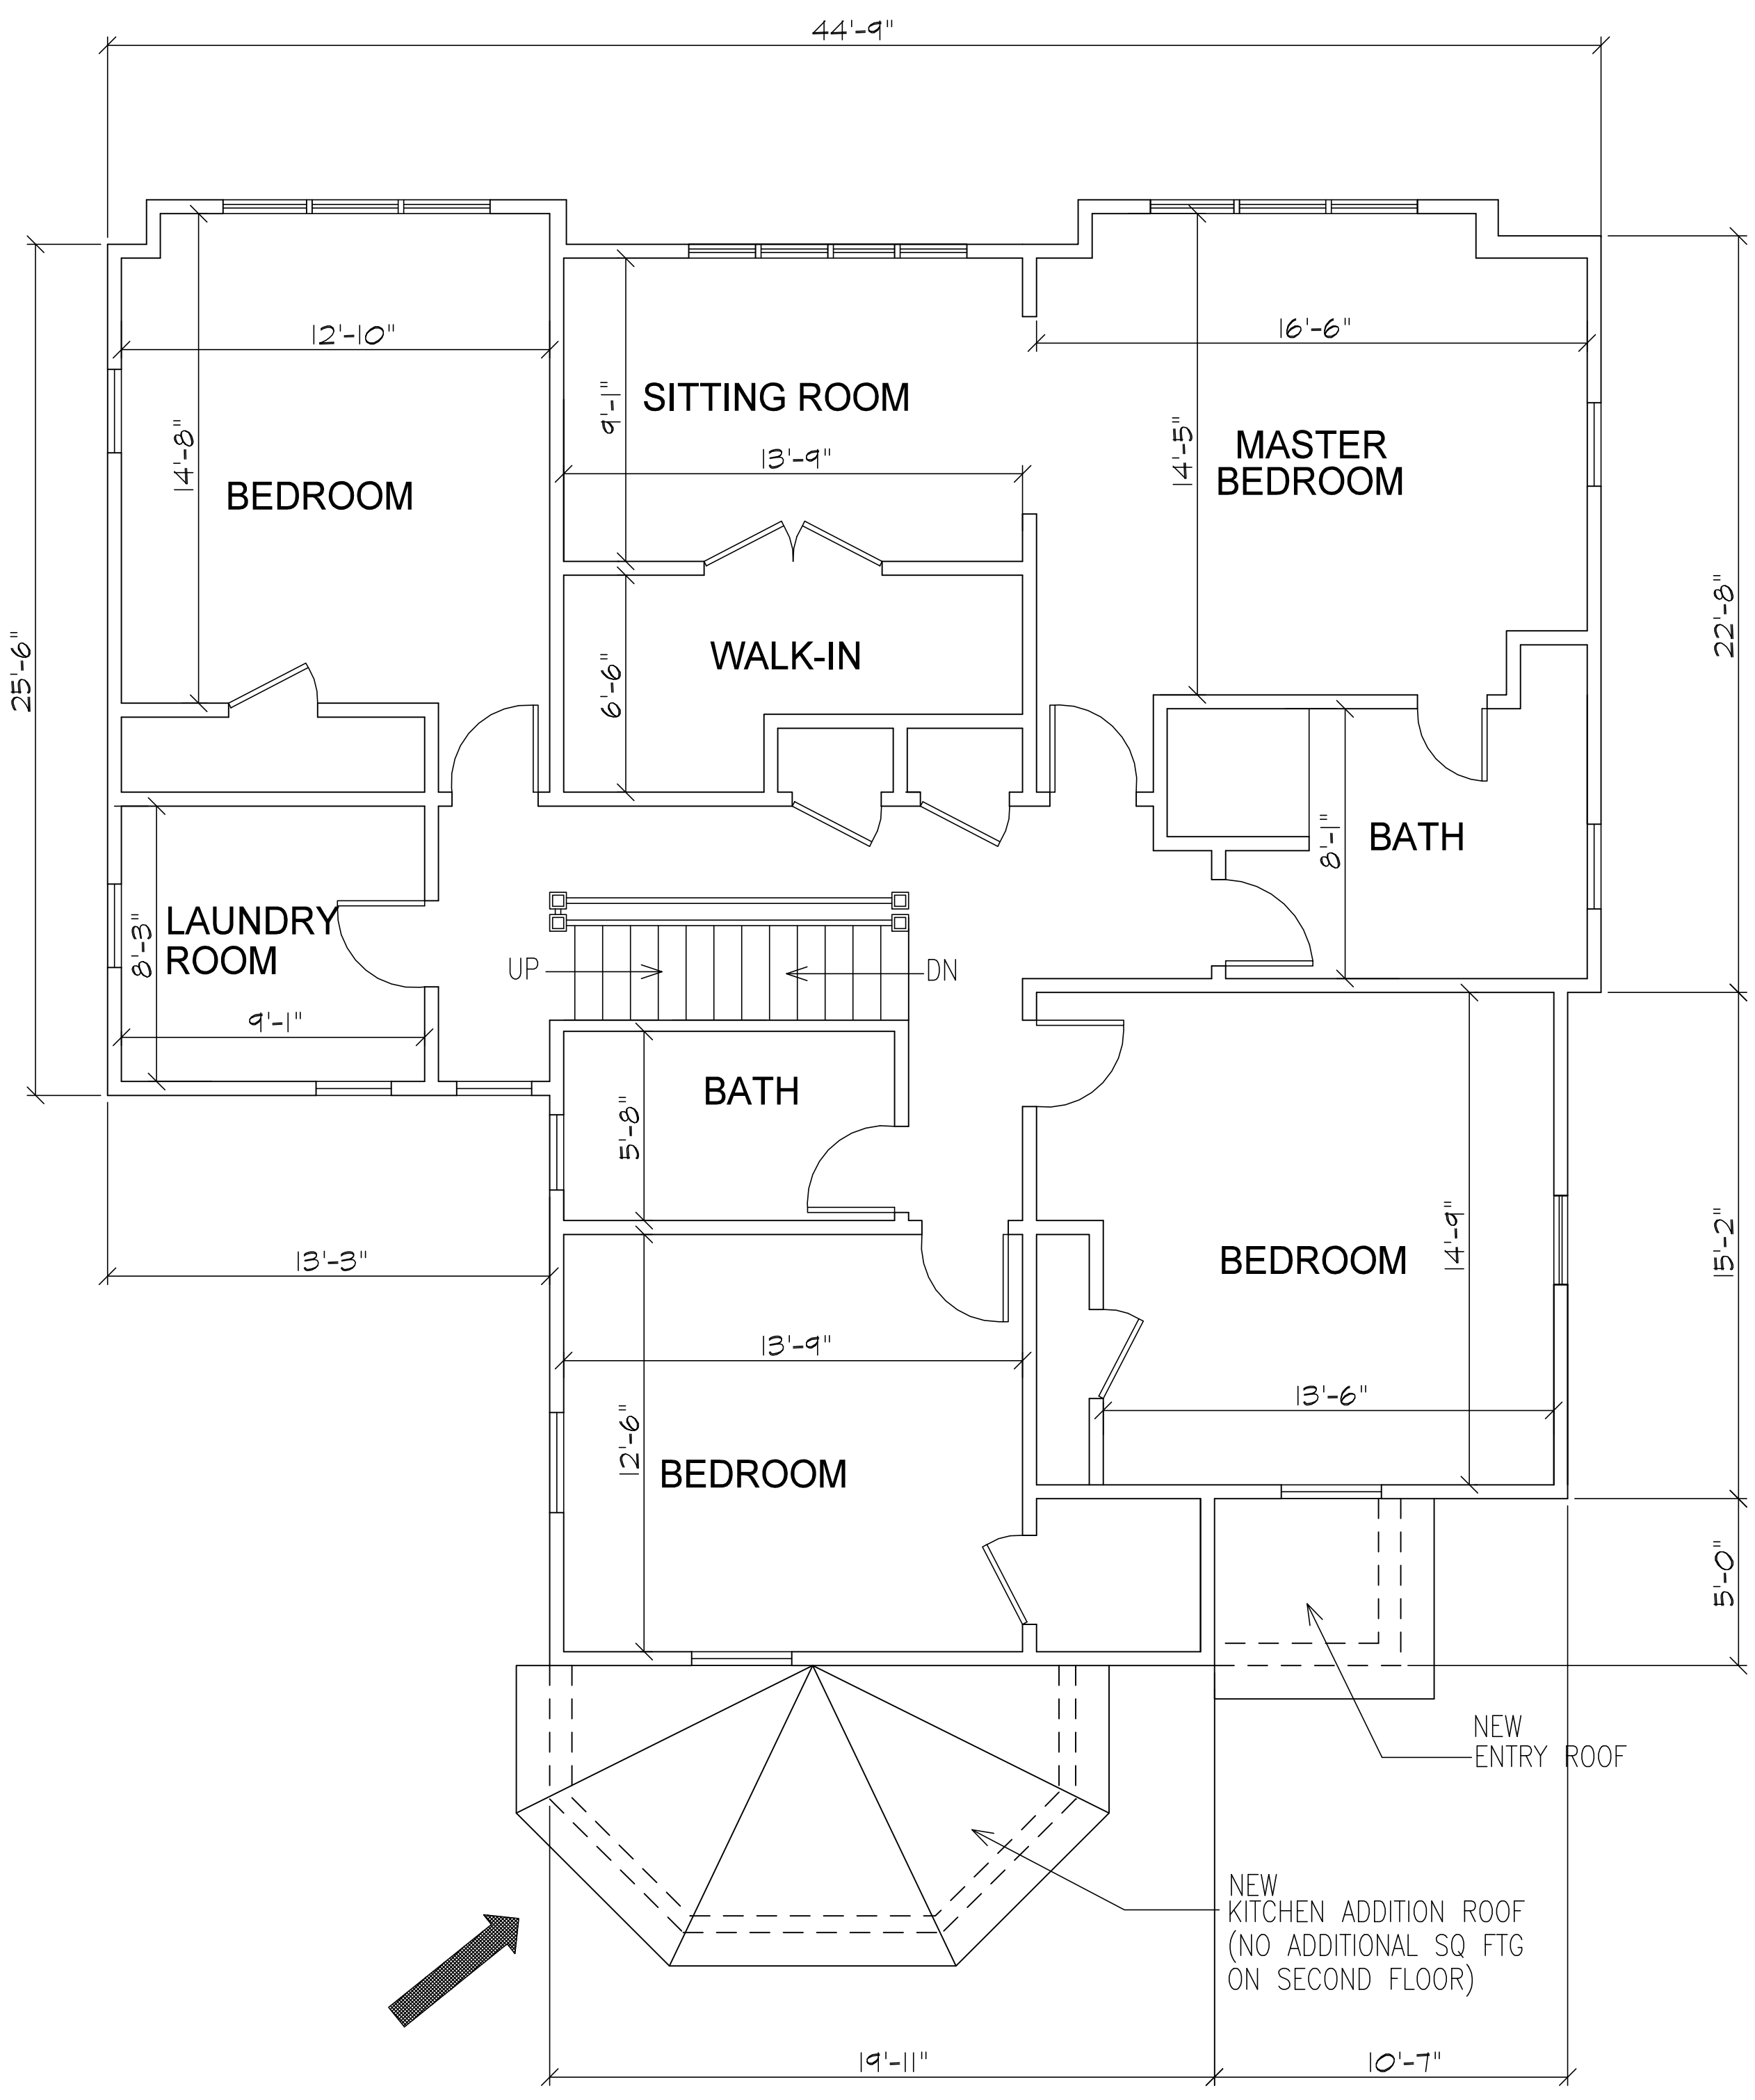 44'-9"
12'-10"
16'-6"
9'-1"
SITTING ROOM
14'-8"
14'-5"
MASTER
BEDROOM
13'-9"
BEDROOM
22'-8"
25'-6"
WALK-IN
6'-6"
8'-1"
BATH
LAUNDRY
ROOM
8'-3"
UP
DN
9'-1"
BATH
5'-8"
14'-9"
15'-2"
13'-3"
BEDROOM
13'-9"
13'-6"
12'-6"
BEDROOM
5'-0"
NEW
ENTRY ROOF
NEW
KITCHEN ADDITION ROOF
(NO ADDITIONAL SQ FTG
ON SECOND FLOOR)
19'-11"
10'-7"